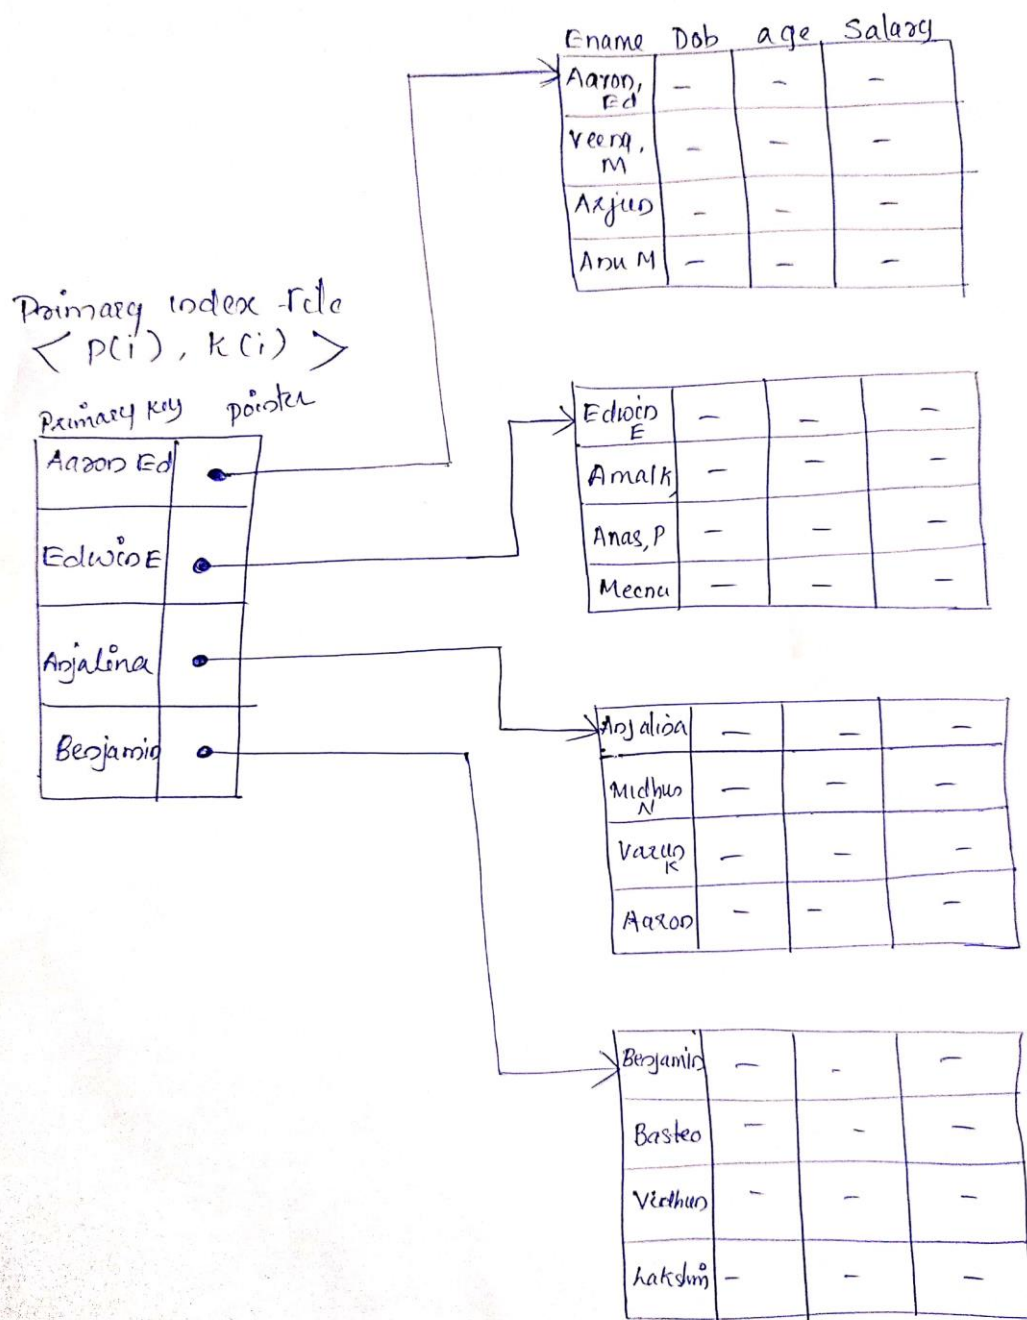 Ename Dob age Salary
Aaron, - - -
Ed
Veena, - - -
M
Arjun - - -
Anu M - - -
Primary index file
< P(i), K(i) >
Primary key pointer
Aaron Ed
Edwin E
Anjalina
Benjamin
Edwin - - -
E
Amal K, - - -
Anas, P - - -
Meenu - - -
Anjalina - - -
Midhun - - -
N
Varun - - -
K
Aaron - - -
Benjamin - - -
Basteo - - -
Vidhun - - -
Lakshmi - - -